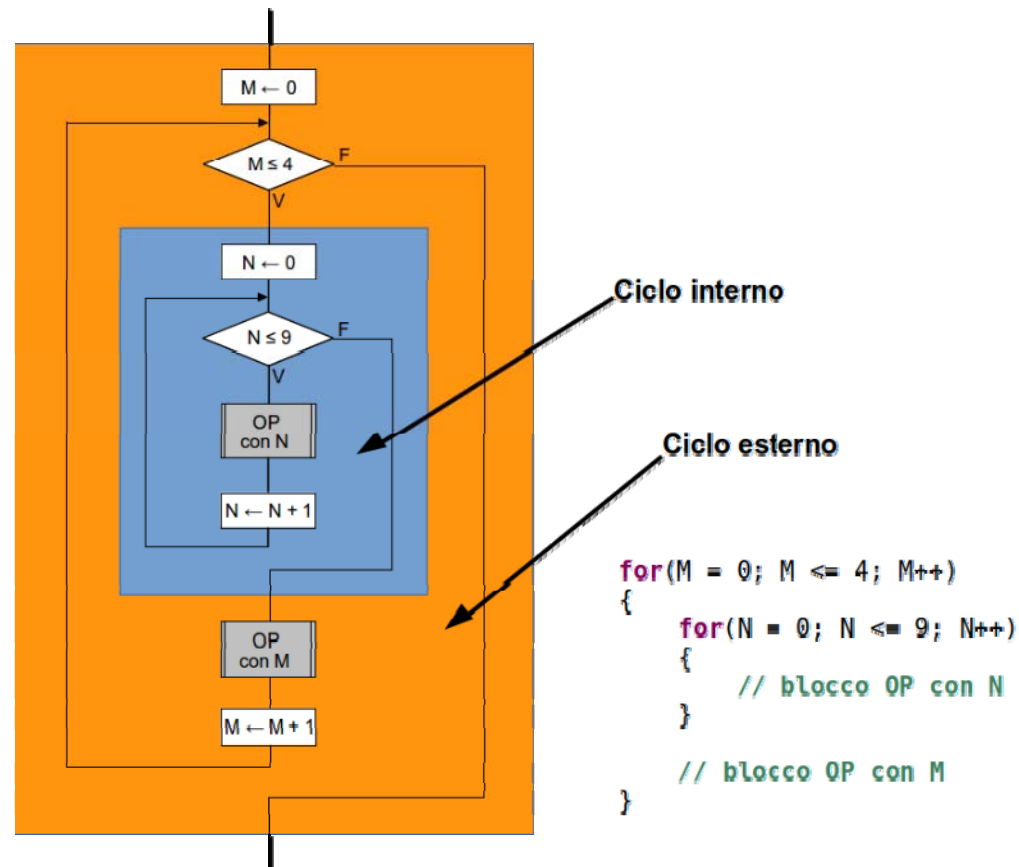 M ← 0
M ≤ 4
F
V
N ← 0
N ≤ 9
F
V
OP
con N
N ← N + 1
OP
con M
M ← M + 1
Ciclo interno
Ciclo esterno
for(M = 0; M <= 4; M++)
{
for(N = 0; N <= 9; N++)
{
// blocco OP con N
}
// blocco OP con M
}